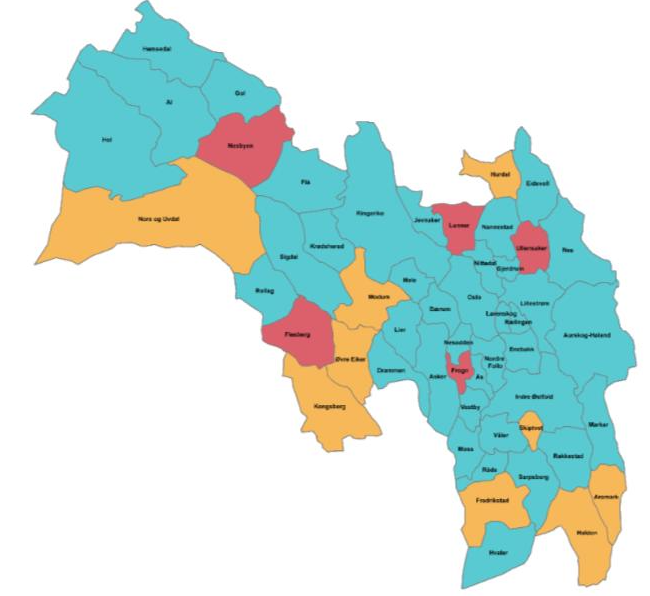 Hemsedal
Ål
Gol
Hol
Nesbyen
Flå
Nore og Uvdal
Ringerike
Hurdal
Eidsvoll
Jevnaker
Lunner
Nannestad
Ullensaker
Nes
Sigdal
Krødsherad
Nittedal
Gjerdrum
Rollag
Modum
Hole
Oslo
Bærum
Lillestrøm
Lørenskog
Rælingen
Aurskog-Høland
Flesberg
Lier
Øvre Eiker
Nesodden
Enebakk
Nordre
Follo
Drammen
Asker
Frogn
Ås
Kongsberg
Vestby
Indre Østfold
Skiptvet
Marker
Våler
Moss
Rakkestad
Råde
Sarpsborg
Fredrikstad
Aremark
Halden
Hvaler